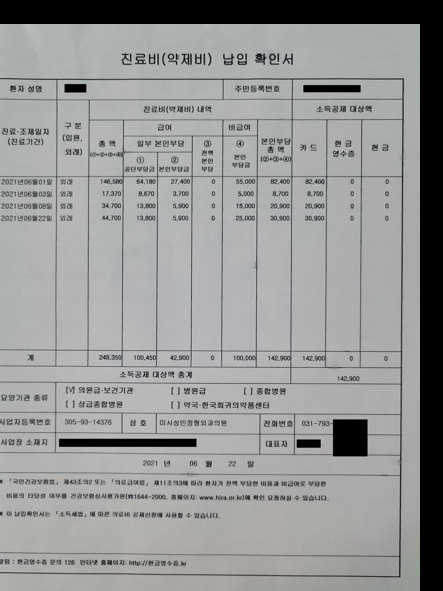 진료비(약제비) 납입 확인서
환자 성명 주민등록번호
진료·조제일자 (진료기간) 구분 (입원, 외래) 진료비(약제비) 내역 소득공제 대상액
총 액 (①+②+③+④) 급여 비급여 본인부담 총 액 (②+③+④) 카 드 현 금 영수증 현 금
일부 본인부담 ③ 전액 본인 부담 ④ 본인 부담금
① 공단부담금 ② 본인부담금
2021년06월01일 외래 146,580 64,180 27,400 0 55,000 82,400 82,400 0 0
2021년06월03일 외래 17,370 8,670 3,700 0 5,000 8,700 8,700 0 0
2021년06월08일 외래 34,700 13,800 5,900 0 15,000 20,900 20,900 0 0
2021년06월22일 외래 44,700 13,800 5,900 0 25,000 30,900 30,900 0 0
계 243,350 100,450 42,900 0 100,000 142,900 142,900 0 0
소득공제 대상액 총계 142,900
요양기관 종류 [V] 의원급·보건기관 [ ] 병원급 [ ] 종합병원
[ ] 상급종합병원 [ ] 약국·한국희귀의약품센터
사업자등록번호 305-93-14376 상 호 미사성민정형외과의원 전화번호 031-793-
사업장 소재지 대표자
2021 년 06 월 22 일
* 「국민건강보험법」 제43조의2 또는 「의료급여법」 제11조의3에 따라 환자가 전액 부담한 비용과 비급여로 부담한
비용의 타당성 여부를 건강보험심사평가원(☎1644-2000, 홈페이지: www.hira.or.kr)에 확인 요청하실 수 있습니다.
* 이 납입확인서는 「소득세법」에 따른 의료비 공제신청에 사용할 수 있습니다.
알림 : 현금영수증 문의 126 인터넷 홈페이지: http://현금영수증.kr